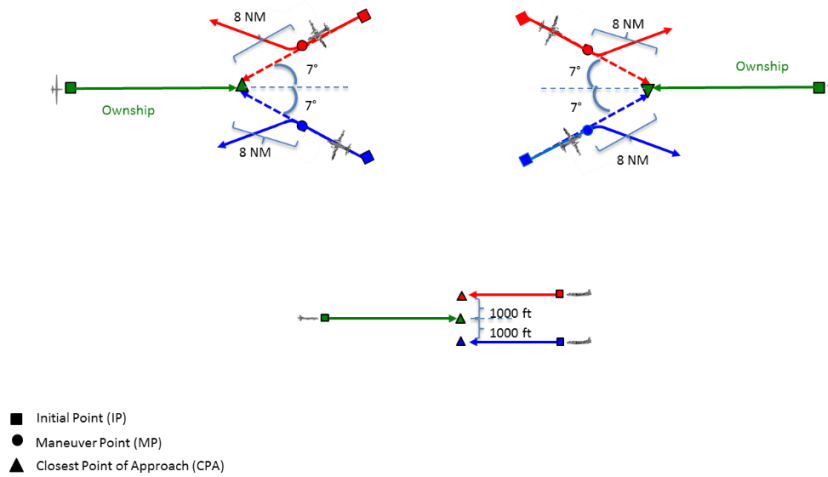 8 NM
7°
7°
Ownship
8 NM
8 NM
7°
7°
Ownship
8 NM
1000 ft
1000 ft
Initial Point (IP)
Maneuver Point (MP)
Closest Point of Approach (CPA)